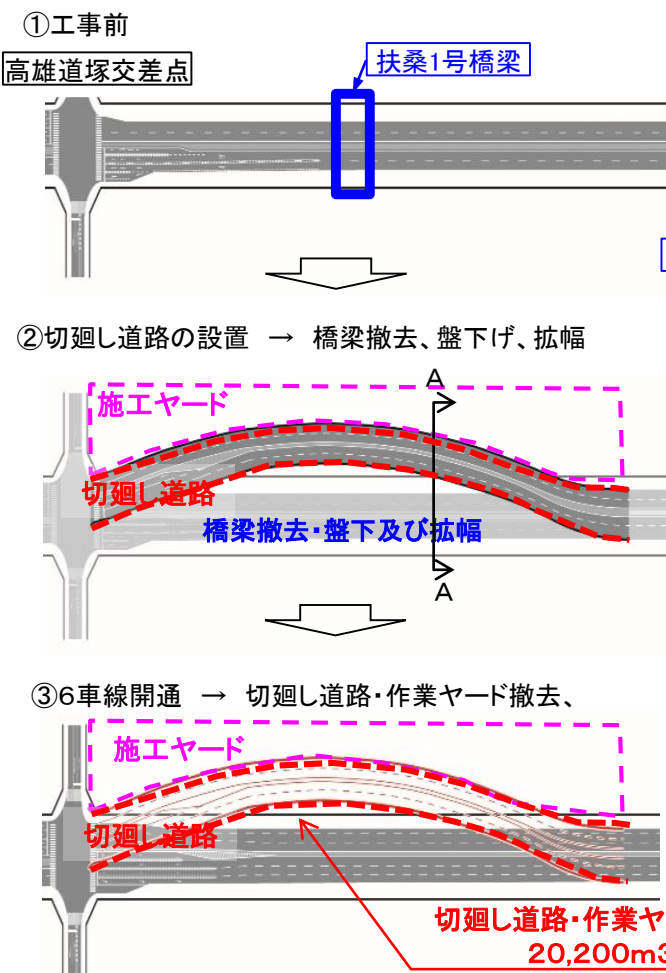 ①工事前
高雄道塚交差点
扶桑1号橋梁
②切廻し道路の設置 → 橋梁撤去、盤下げ、拡幅
A
施工ヤード
切廻し道路
橋梁撤去・盤下及び拡幅
A
③6車線開通 → 切廻し道路・作業ヤード撤去、
施工ヤード
切廻し道路
切廻し道路・作業ヤ
20,200m3